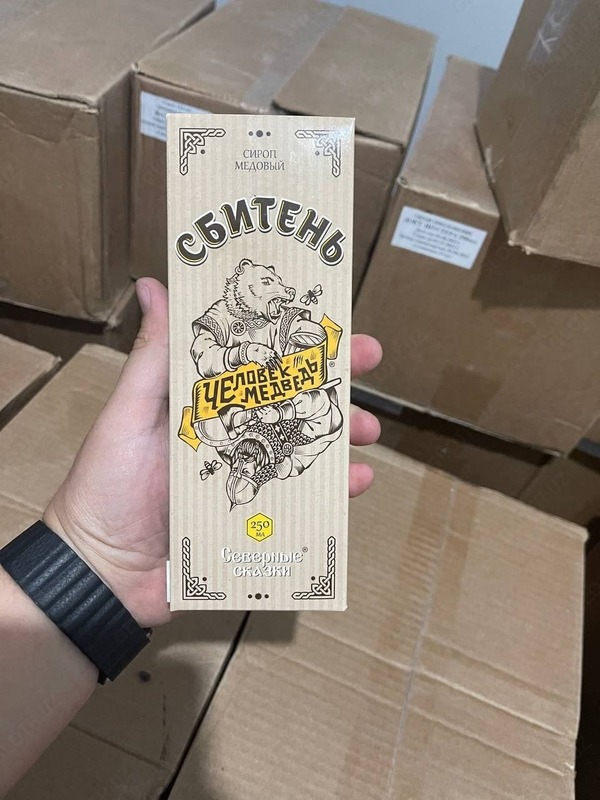 СИРОП
МЕДОВЫЙ
СБИТЕНЬ
ЧЕЛОВЕК
МЕДВЕДЬ
®
250
МЛ
Северные®
сказки